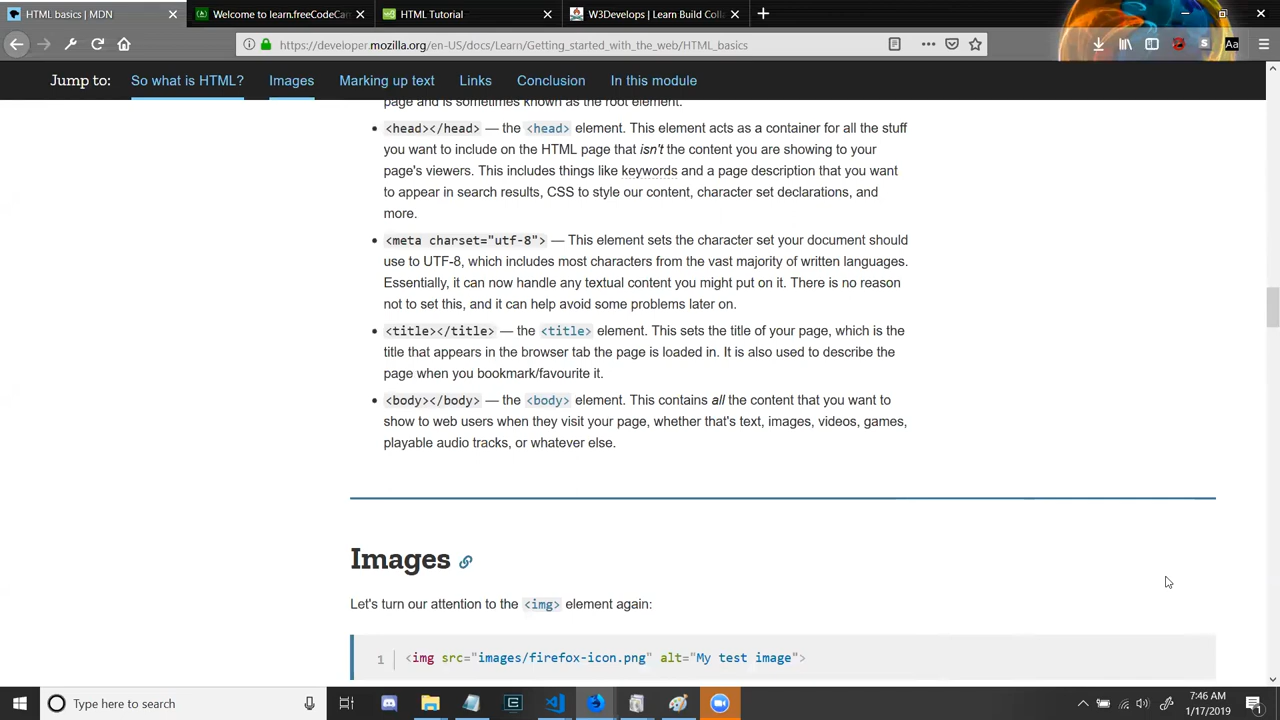 HTML basics | MDN
Welcome to learn.freeCodeCam
HTML Tutorial
W3Develops | Learn Build Colla
https://developer.mozilla.org/en-US/docs/Learn/Getting_started_with_the_web/HTML_basics
Aa
Jump to: So what is HTML? Images Marking up text Links Conclusion In this module
page and is sometimes known as the root element.
<head></head> — the <head> element. This element acts as a container for all the stuff
you want to include on the HTML page that isn't the content you are showing to your
page's viewers. This includes things like keywords and a page description that you want
to appear in search results, CSS to style our content, character set declarations, and
more.
<meta charset="utf-8"> — This element sets the character set your document should
use to UTF-8, which includes most characters from the vast majority of written languages.
Essentially, it can now handle any textual content you might put on it. There is no reason
not to set this, and it can help avoid some problems later on.
<title></title> — the <title> element. This sets the title of your page, which is the
title that appears in the browser tab the page is loaded in. It is also used to describe the
page when you bookmark/favourite it.
<body></body> — the <body> element. This contains all the content that you want to
show to web users when they visit your page, whether that's text, images, videos, games,
playable audio tracks, or whatever else.
Images
Let's turn our attention to the <img> element again:
1 <img src="images/firefox-icon.png" alt="My test image">
Type here to search
7:46 AM
1/17/2019